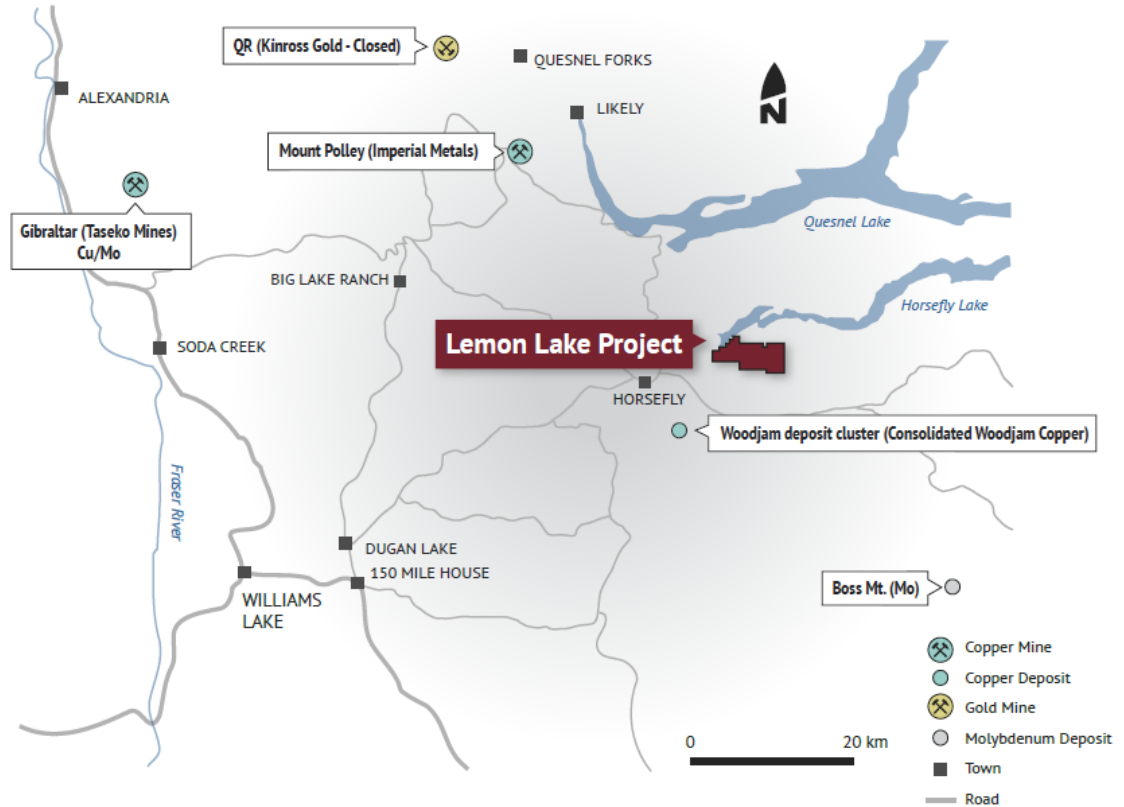 QR (Kinross Gold - Closed)
QUESNEL FORKS
ALEXANDRIA
LIKELY
N
Mount Polley (Imperial Metals)
Gibraltar (Taseko Mines)
Cu/Mo
Quesnel Lake
BIG LAKE RANCH
Horsefly Lake
SODA CREEK
Lemon Lake Project
HORSEFLY
Woodjam deposit cluster (Consolidated Woodjam Copper)
Fraser River
DUGAN LAKE
150 MILE HOUSE
WILLIAMS
LAKE
Boss Mt. (Mo)
Copper Mine
Copper Deposit
Gold Mine
Molybdenum Deposit
Town
Road
0 20 km